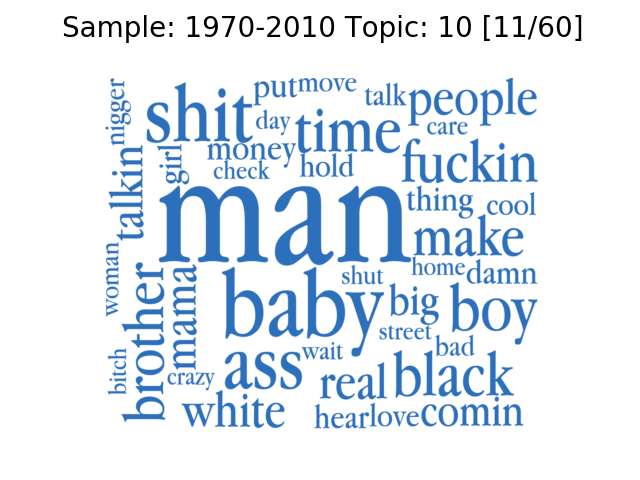 Sample: 1970-2010 Topic: 10 [11/60]
nigger
shit
put
move
talk
people
day
time
care
money
check
hold
fuckin
girl
talkin
man
thing
cool
make
woman
home
damn
shut
baby
big
boy
brother
mama
street
bad
wait
ass
bitch
crazy
real
black
white
hear
love
comin